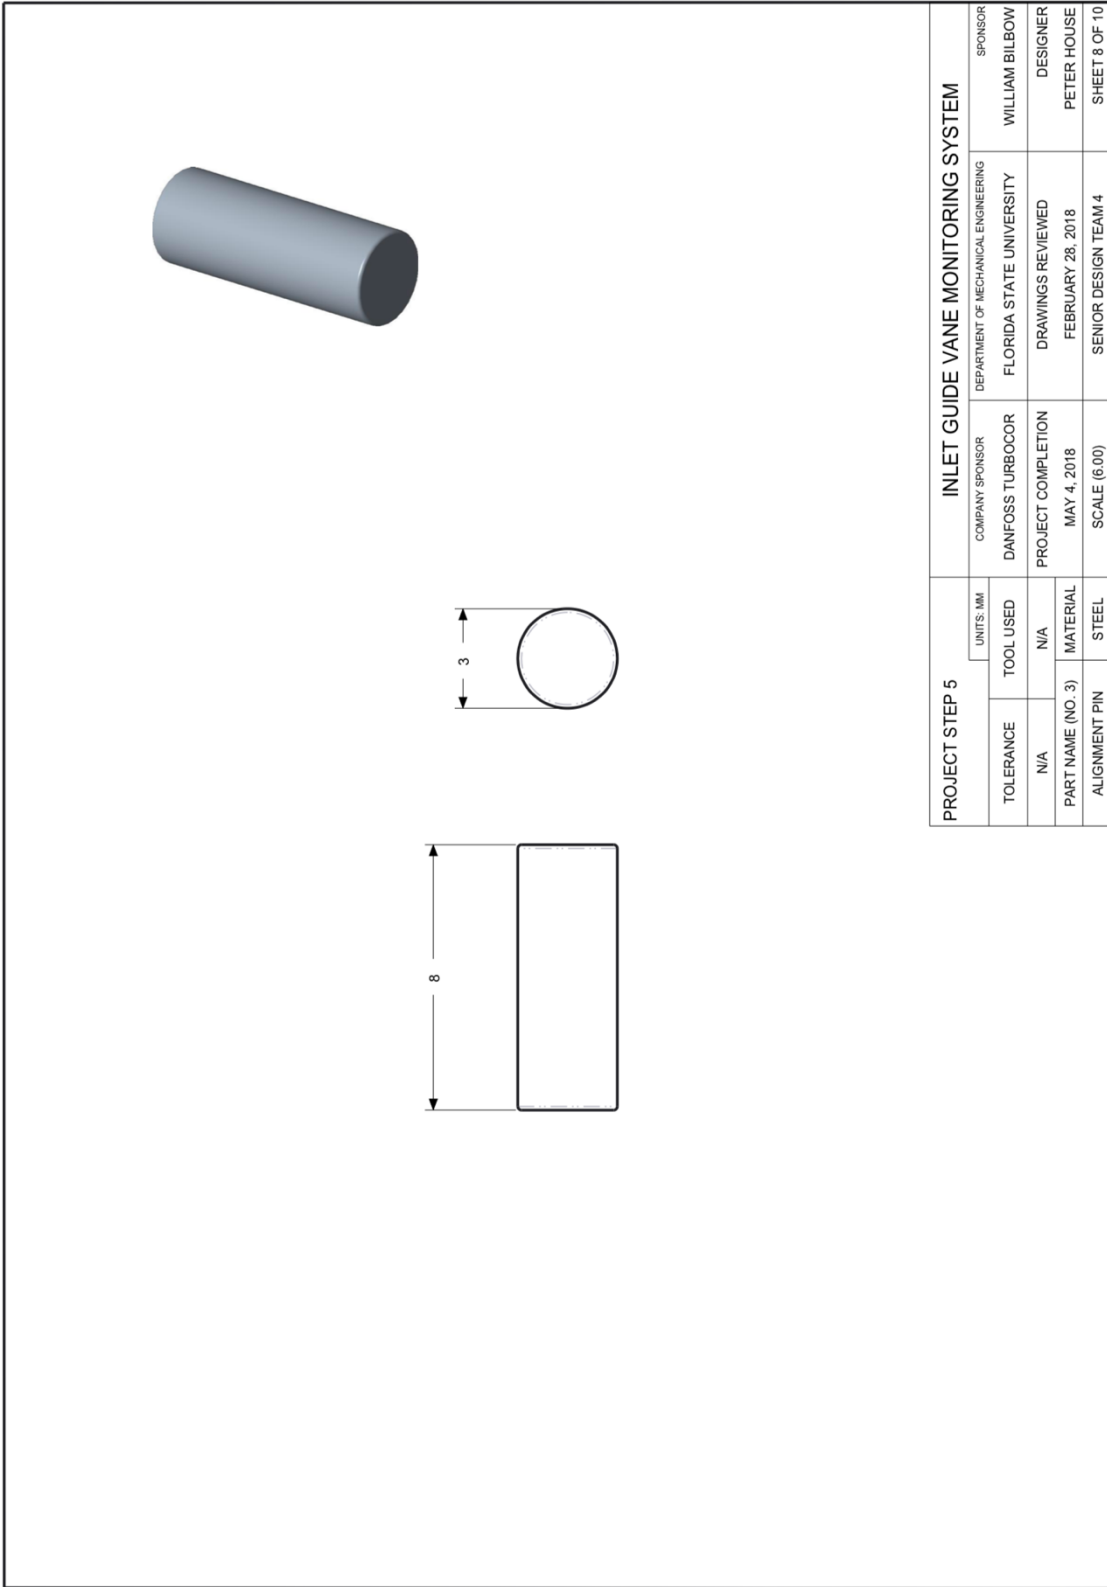 8
3
PROJECT STEP 5
INLET GUIDE VANE MONITORING SYSTEM
UNITS: MM
COMPANY SPONSOR
DEPARTMENT OF MECHANICAL ENGINEERING
SPONSOR
TOLERANCE
TOOL USED
DANFOSS TURBOCOR
FLORIDA STATE UNIVERSITY
WILLIAM BILBOW
N/A
N/A
PROJECT COMPLETION
DRAWINGS REVIEWED
DESIGNER
PART NAME (NO. 3)
MATERIAL
MAY 4, 2018
FEBRUARY 28, 2018
PETER HOUSE
ALIGNMENT PIN
STEEL
SCALE (6.00)
SENIOR DESIGN TEAM 4
SHEET 8 OF 10